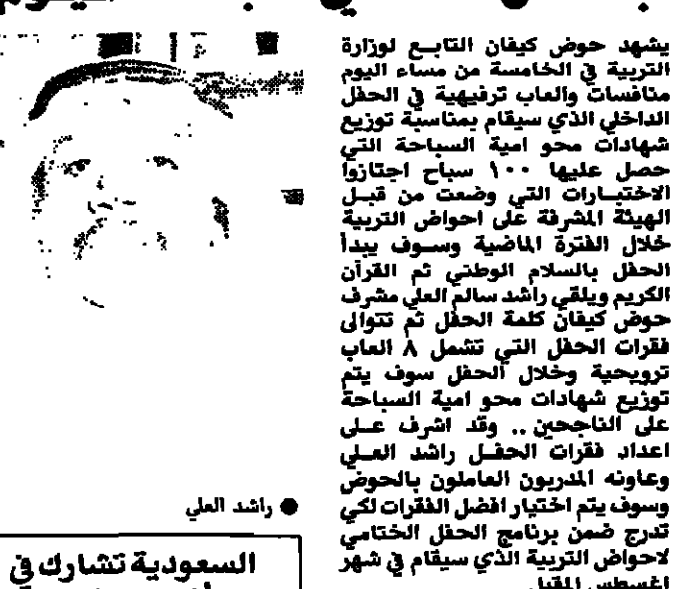 يشهد حوض كيفان التابع لوزارة
التربية في الخامسة من مساء اليوم
منافسات والعاب ترفيهية في الحفل
الداخلي الذي سيقام بمناسبة توزيع
شهادات محو امية السباحة التي
حصل عليها ١٠٠ سباح اجتازوا
الاختبارات التي وضعت من قبل
الهيئة المشرفة على احواض التربية
خلال الفترة الماضية وسوف يبدأ
الحفل بالسلام الوطني ثم القرآن
الكريم ويلقي راشد سالم العلي مشرف
حوض كيفان كلمة الحفل ثم تتوالى
فقرات الحفل التي تشمل ٨ العاب
ترويحية وخلال الحفل سوف يتم
توزيع شهادات محو امية السباحة
على الناجحين .. وقد اشرف على
اعداد فقرات الحفل راشد العلي
وعاونه المدربون العاملون بالحوض
وسوف يتم اختيار افضل الفقرات لكي
تدرج ضمن برنامج الحفل الختامي
لاحواض التربية الذي سيقام في شهر
اغسطس المقبل
● راشد العلي
السعودية تشارك في